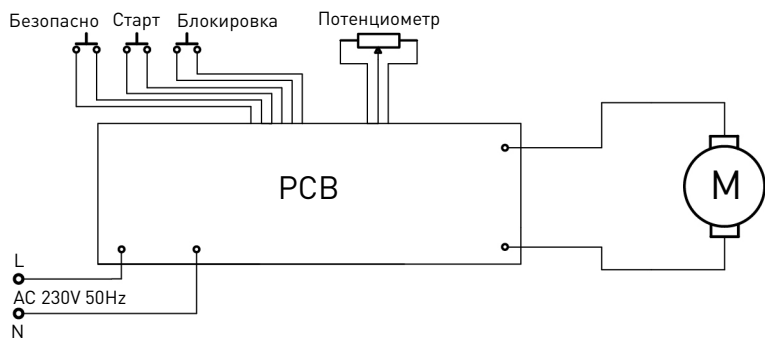 Безопасно Старт Блокировка Потенциометр
PCB
M
L
AC 230V 50Hz
N